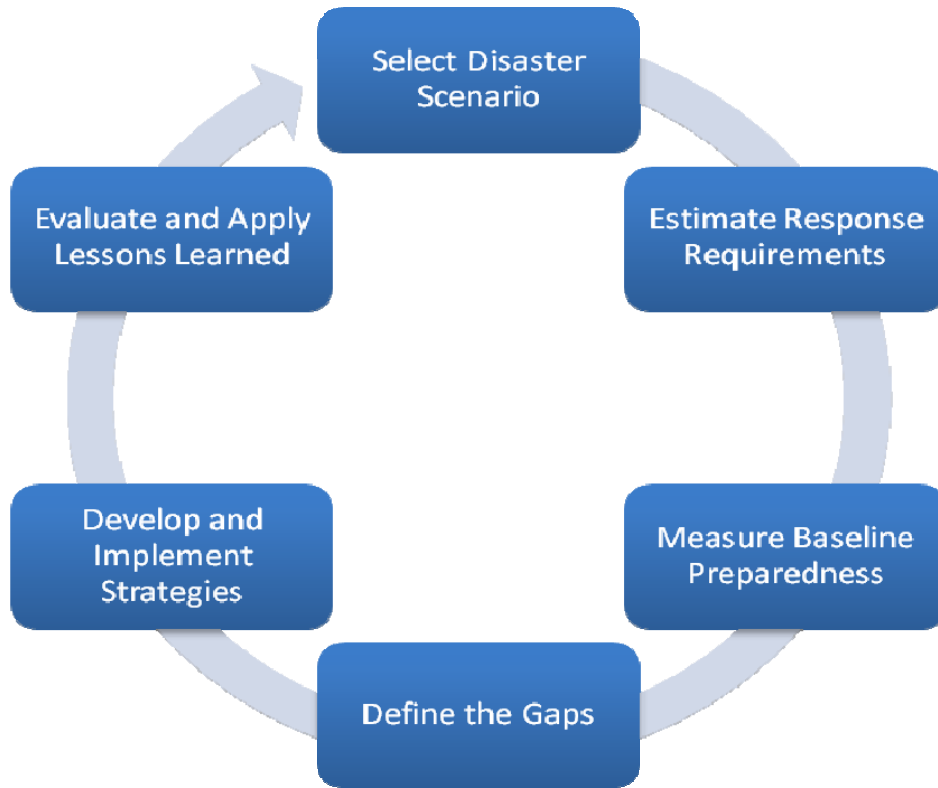 Select Disaster
Scenario
Estimate Response
Requirements
Measure Baseline
Preparedness
Define the Gaps
Develop and
Implement
Strategies
Evaluate and Apply
Lessons Learned